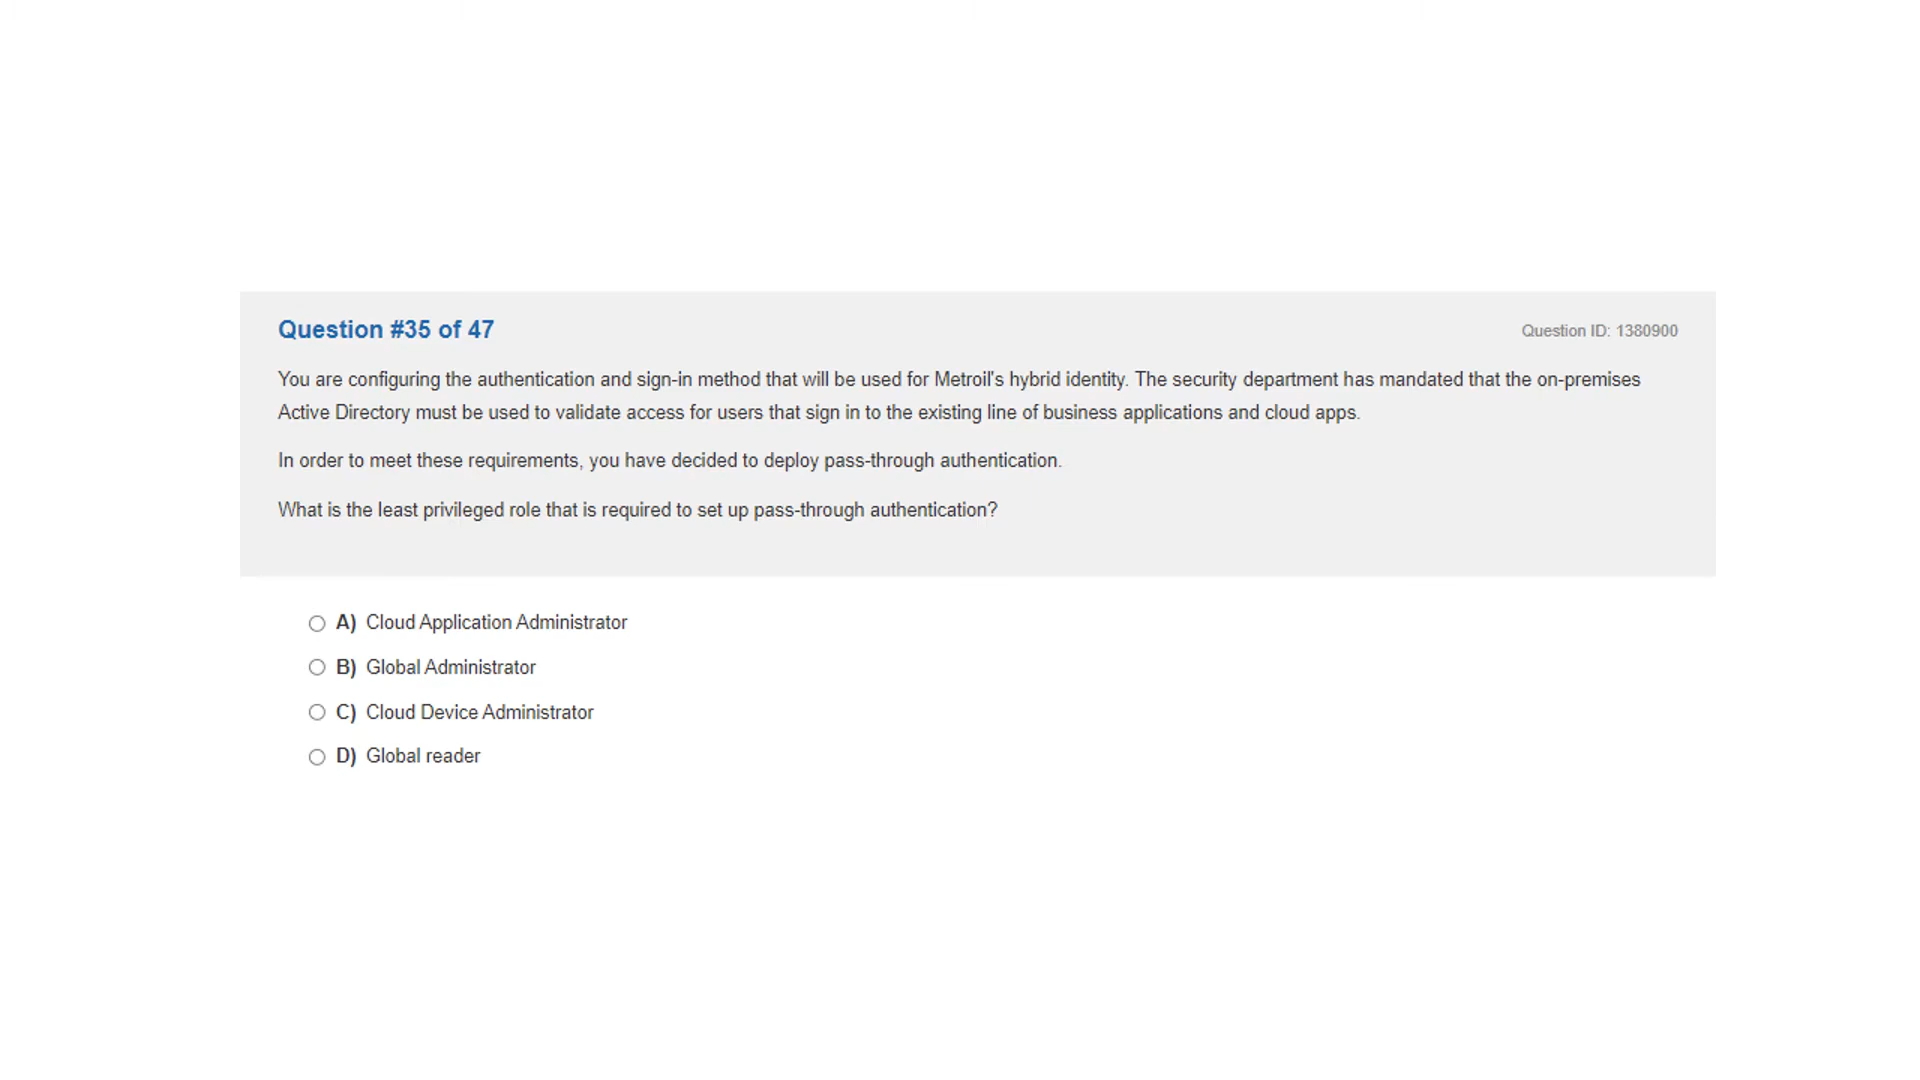 Question #35 of 47
Question ID: 1380900
You are configuring the authentication and sign-in method that will be used for Metroil's hybrid identity. The security department has mandated that the on-premises
Active Directory must be used to validate access for users that sign in to the existing line of business applications and cloud apps.
In order to meet these requirements, you have decided to deploy pass-through authentication.
What is the least privileged role that is required to set up pass-through authentication?
A) Cloud Application Administrator
B) Global Administrator
C) Cloud Device Administrator
D) Global reader